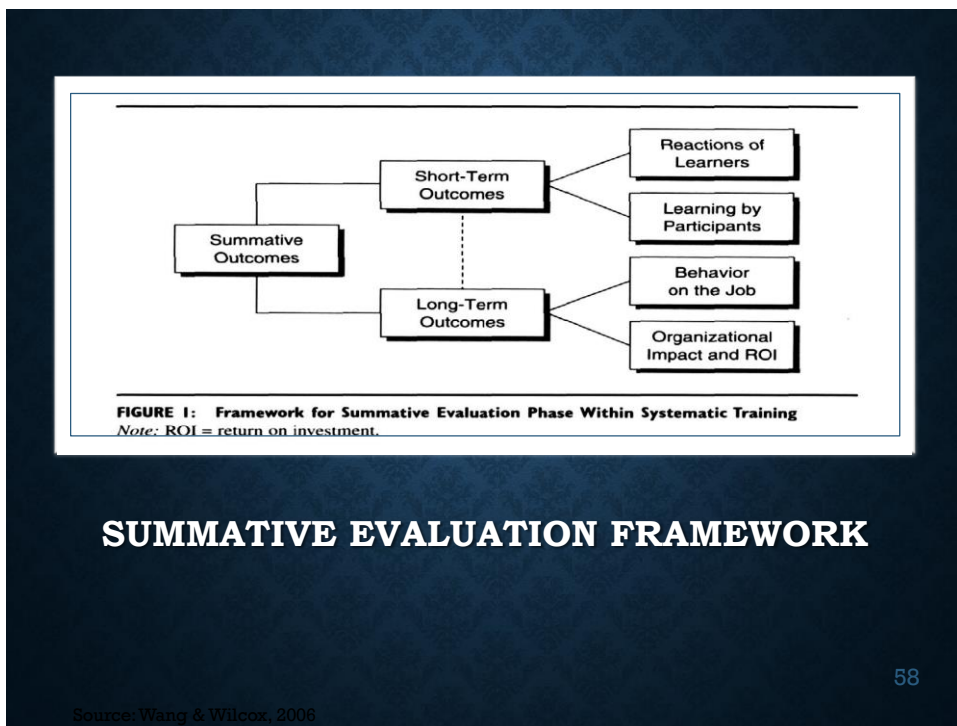 Summative
Outcomes
Short-Term
Outcomes
Long-Term
Outcomes
Reactions of
Learners
Learning by
Participants
Behavior
on the Job
Organizational
Impact and ROI
FIGURE 1: Framework for Summative Evaluation Phase Within Systematic Training
Note: ROI = return on investment.
SUMMATIVE EVALUATION FRAMEWORK
58
Source: Wang & Wilcox, 2006